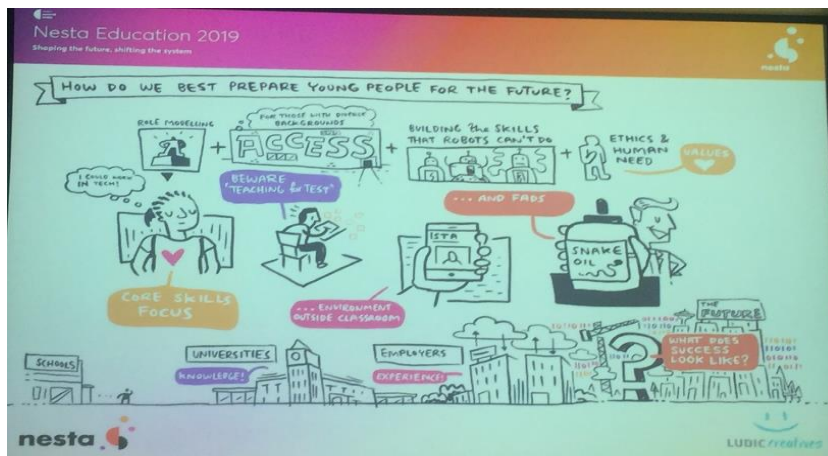 Nesta Education 2019
Shaping the future, shifting the system
nesta
HOW DO WE BEST PREPARE YOUNG PEOPLE FOR THE FUTURE?
ROLE MODELLING
+
FOR THOSE WITH DIVERSE
BACKGROUNDS
ACCESS
+
BUILDING the SKILLS
THAT ROBOTS CAN'T DO
+
ETHICS &
HUMAN
NEED
VALUES
I COULD WORK
IN TECH!
BEWARE
"TEACHING for TEST"
... AND FADS
ISTA
SNAKE
OIL
CORE SKILLS
FOCUS
... ENVIRONMENT
OUTSIDE CLASSROOM
SCHOOLS
UNIVERSITIES
KNOWLEDGE!
EMPLOYERS
EXPERIENCE!
THE
FUTURE
WHAT DOES
SUCCESS
LOOK LIKE?
?
nesta
LUDIC creatives